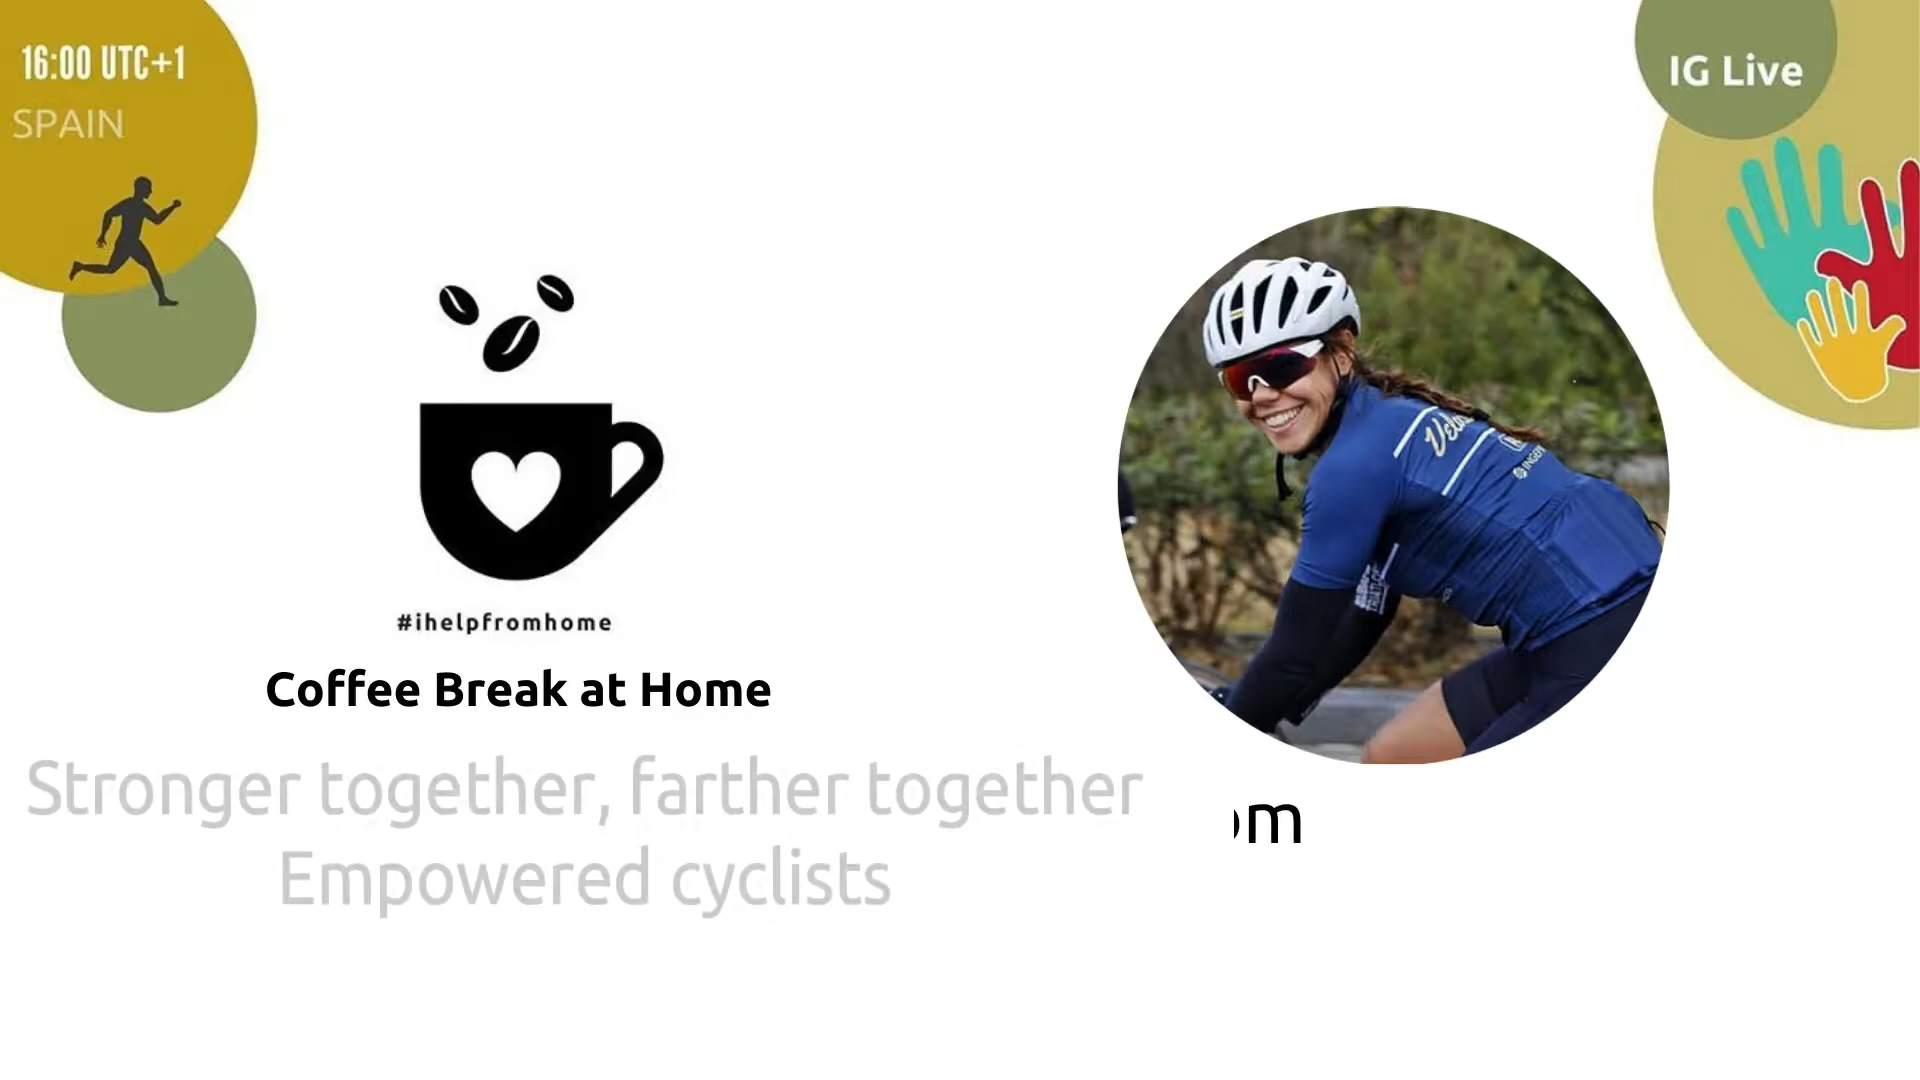 16:00 UTC+1
SPAIN
IG Live
#ihelpfromhome
Coffee Break at Home
Stronger together, farther together
Empowered cyclists